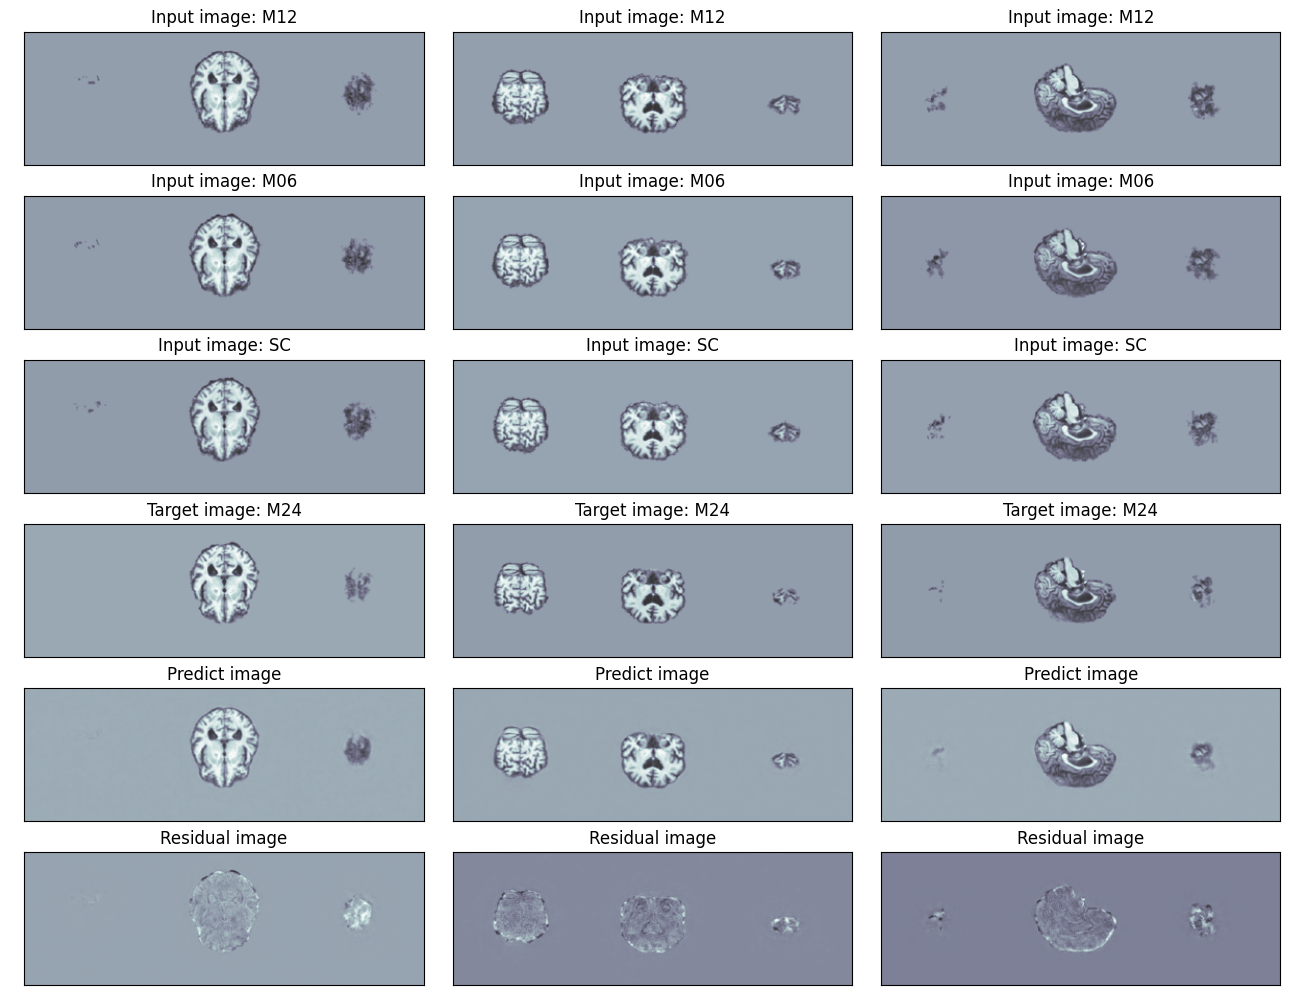 Input image: M12 Input image: M12 Input image: M12
Input image: M06 Input image: M06 Input image: M06
Input image: SC Input image: SC Input image: SC
Target image: M24 Target image: M24 Target image: M24
Predict image Predict image Predict image
Residual image Residual image Residual image